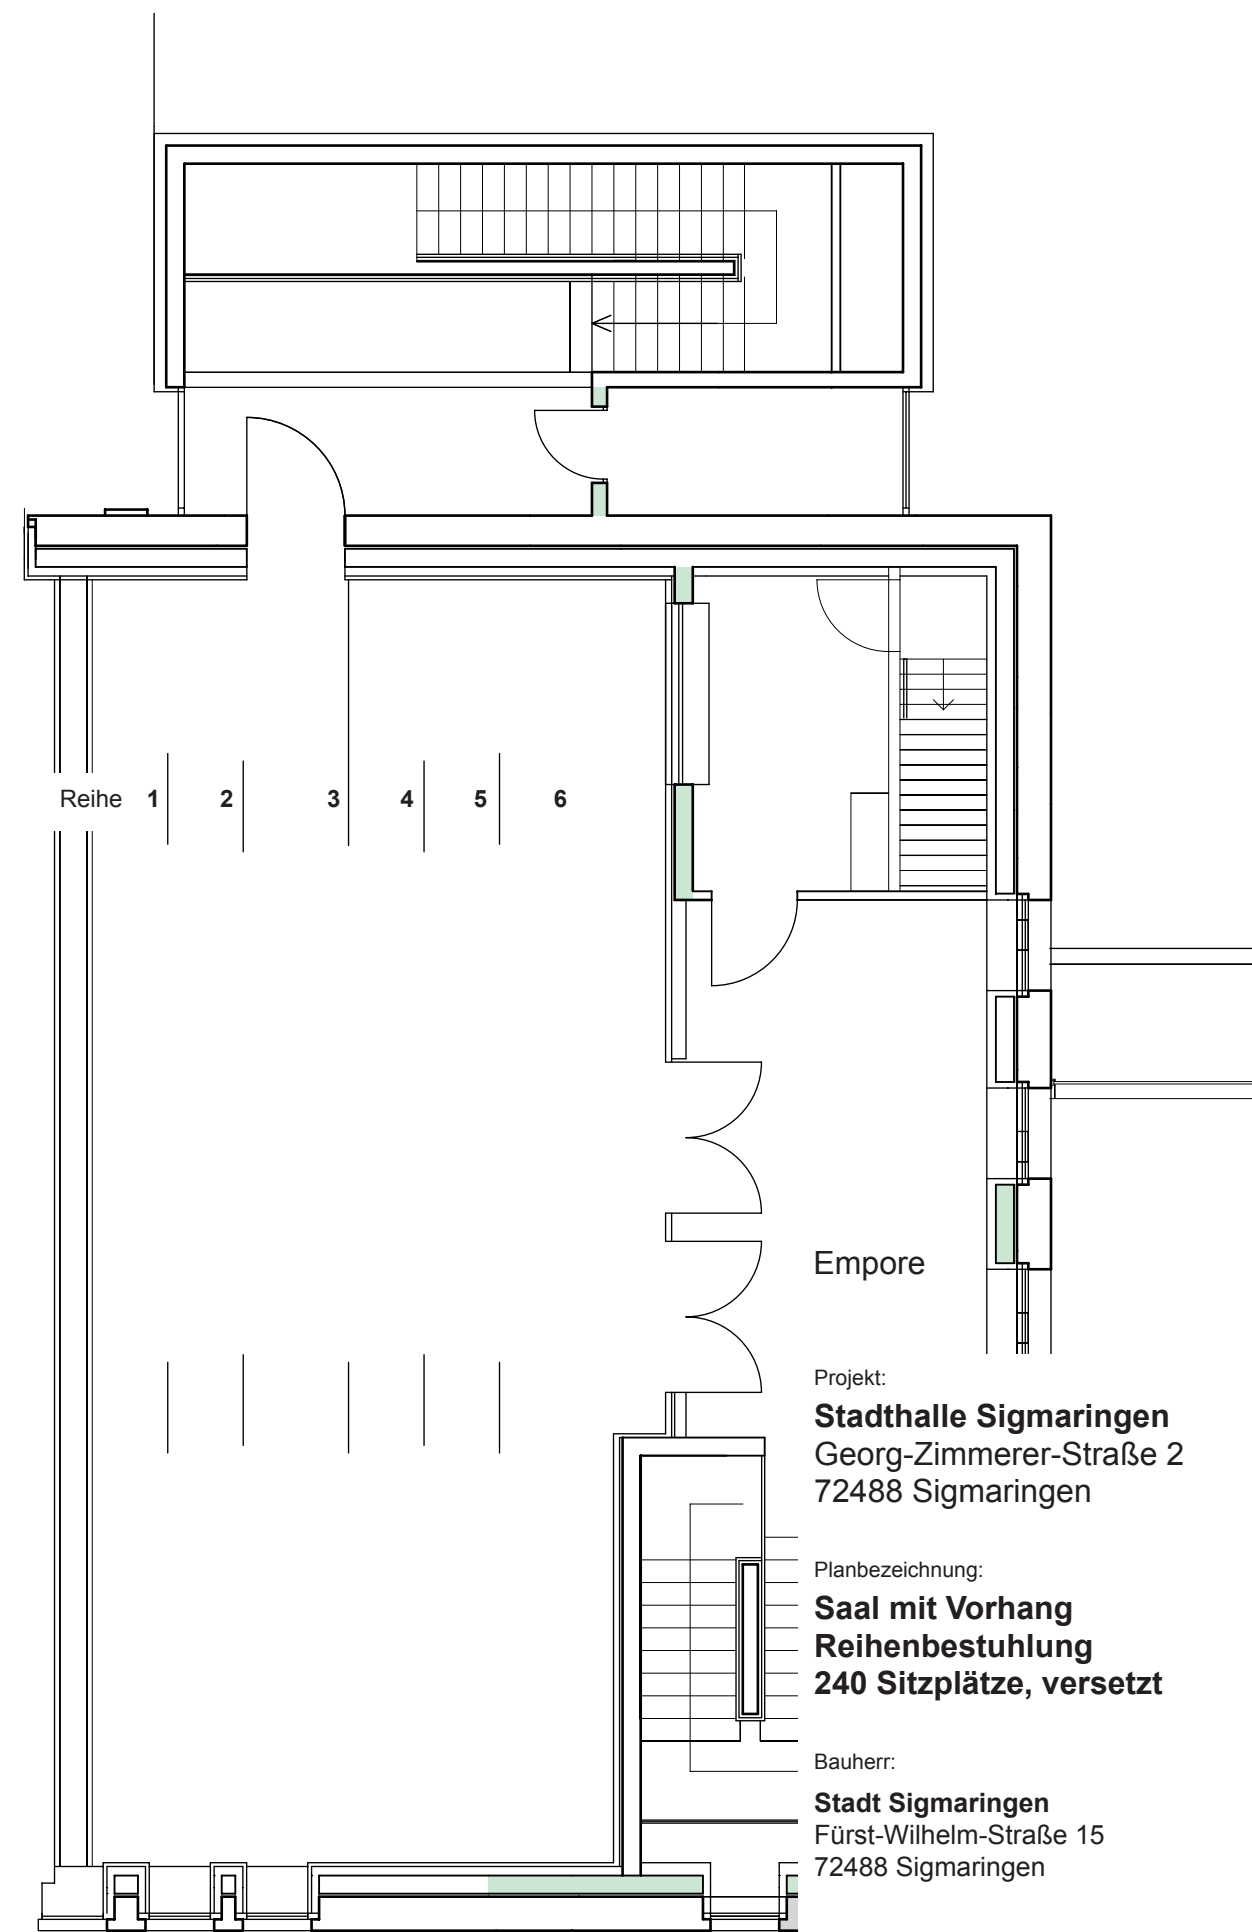 Reihe 1 2 3 4 5 6
Empore
Projekt:
Stadthalle Sigmaringen
Georg-Zimmerer-Straße 2
72488 Sigmaringen
Planbezeichnung:
Saal mit Vorhang
Reihenbestuhlung
240 Sitzplätze, versetzt
Bauherr:
Stadt Sigmaringen
Fürst-Wilhelm-Straße 15
72488 Sigmaringen